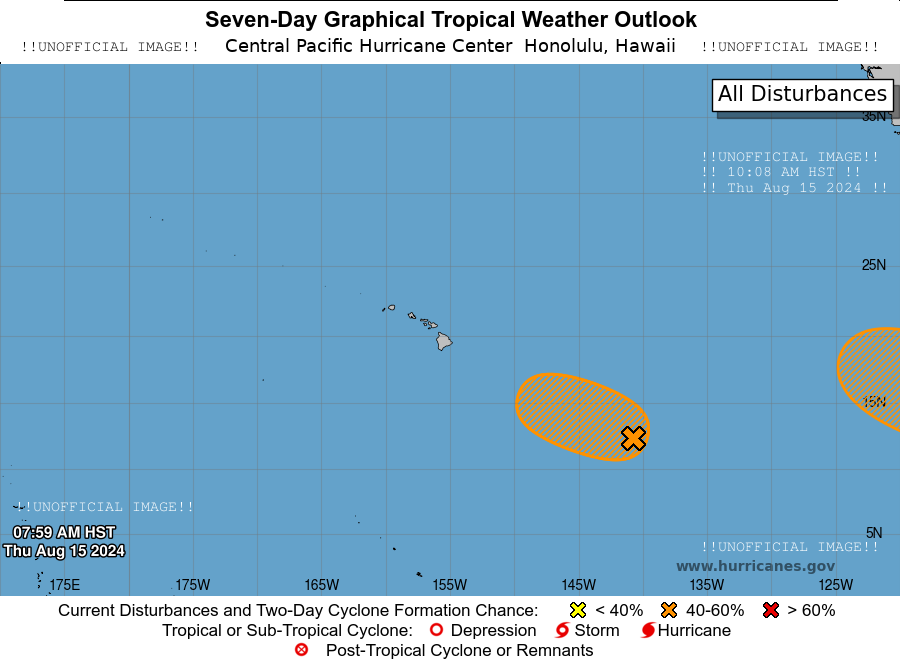 Seven-Day Graphical Tropical Weather Outlook
!!UNOFFICIAL IMAGE!! Central Pacific Hurricane Center Honolulu, Hawaii !!UNOFFICIAL IMAGE!!
All Disturbances
35N
!!UNOFFICIAL IMAGE!!
!! 10:08 AM HST !!
!! Thu Aug 15 2024 !!
25N
15N
!!UNOFFICIAL IMAGE!!
07:59 AM HST
Thu Aug 15 2024
5N
!!UNOFFICIAL IMAGE!!
www.hurricanes.gov
175E 175W 165W 155W 145W 135W 125W
Current Disturbances and Two-Day Cyclone Formation Chance: < 40% 40-60% > 60%
Tropical or Sub-Tropical Cyclone: Depression Storm Hurricane
Post-Tropical Cyclone or Remnants